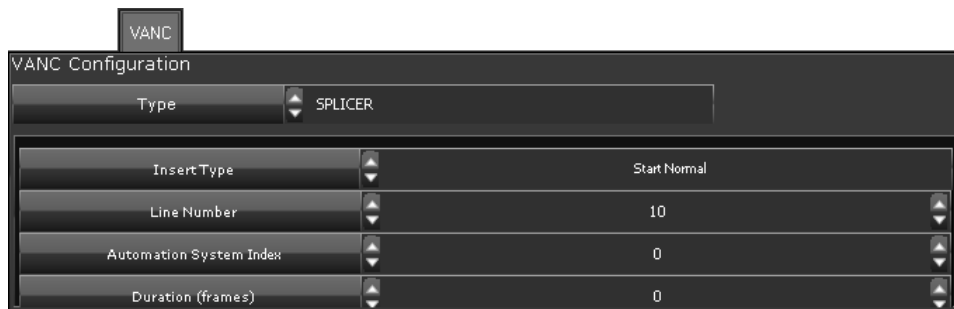 VANC
VANC Configuration
Type SPLICER
Insert Type Start Normal
Line Number 10
Automation System Index 0
Duration (frames) 0